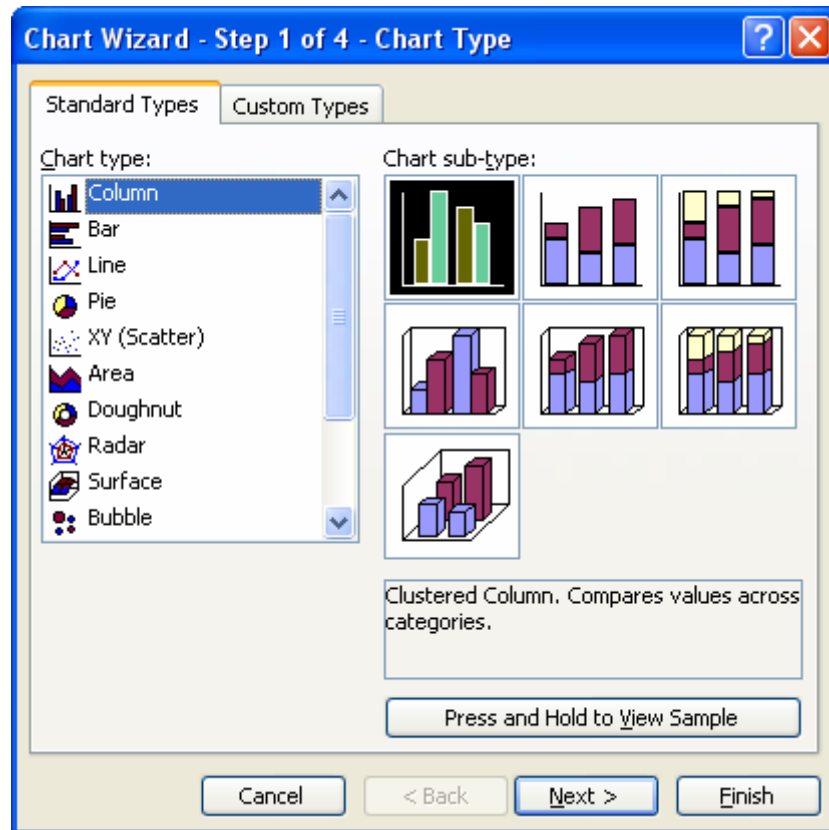 Chart Wizard - Step 1 of 4 - Chart Type
?
Standard Types
Custom Types
Chart type:
Column
Bar
Line
Pie
XY (Scatter)
Area
Doughnut
Radar
Surface
Bubble
Chart sub-type:
Clustered Column. Compares values across
categories.
Press and Hold to View Sample
Cancel
< Back
Next >
Finish